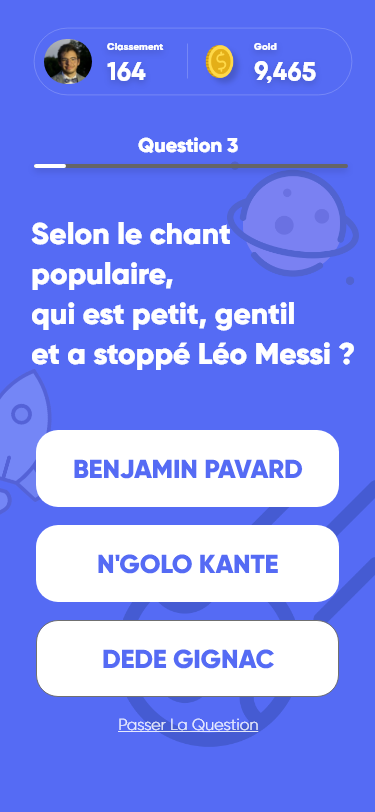 Classement
164
Gold
9,465
Question 3
Selon le chant
populaire,
qui est petit, gentil
et a stoppé Léo Messi ?
BENJAMIN PAVARD
N'GOLO KANTE
DEDE GIGNAC
Passer La Question